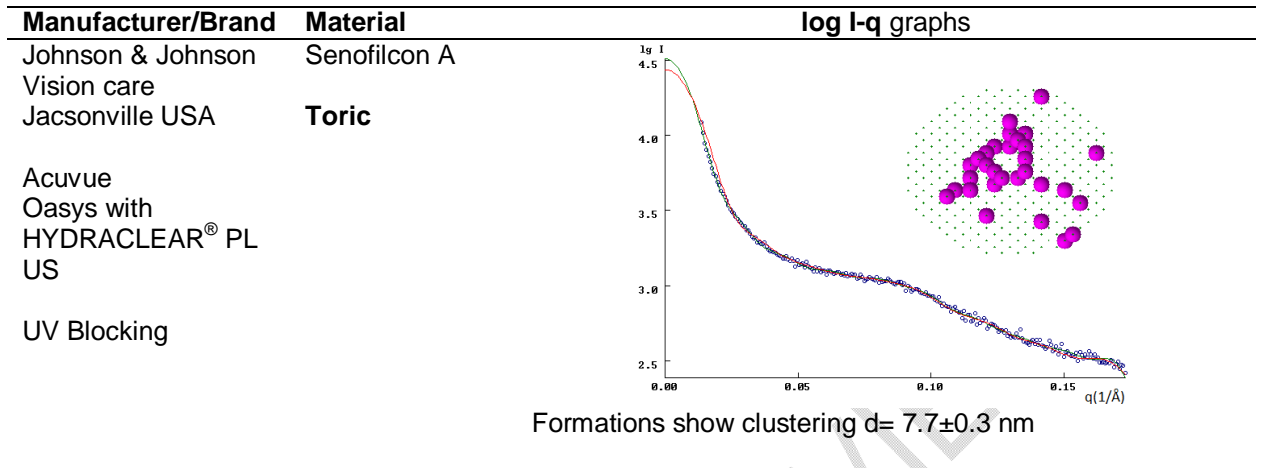 Manufacturer/Brand Material log I-q graphs
Johnson & Johnson Senofilcon A
Vision care
Jacsonville USA Toric
Acuvue
Oasys with
HYDRACLEAR® PL
US
UV Blocking
lg I
4.5
4.0
3.5
3.0
2.5
0.00 0.05 0.10 0.15
q(1/Å)
Formations show clustering d= 7.7±0.3 nm